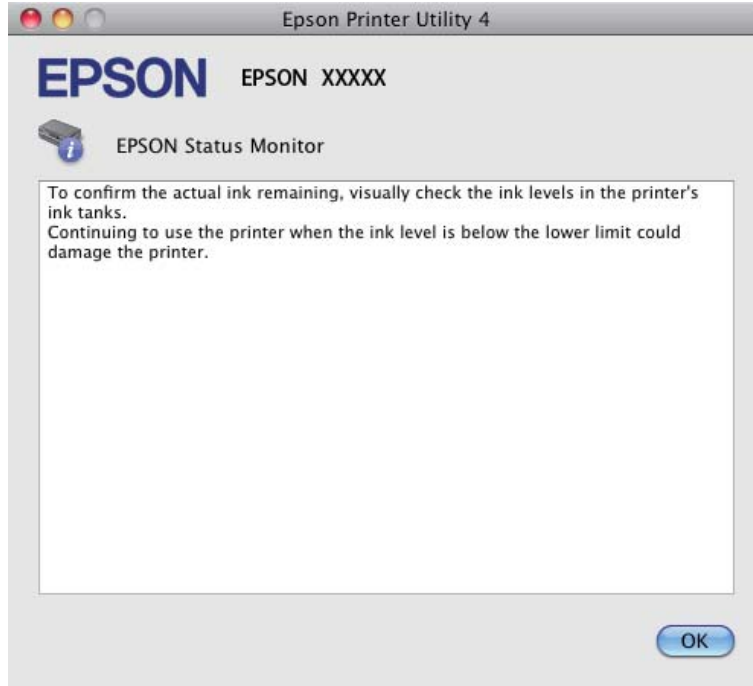 Epson Printer Utility 4
EPSON EPSON XXXXX
EPSON Status Monitor
To confirm the actual ink remaining, visually check the ink levels in the printer's
ink tanks.
Continuing to use the printer when the ink level is below the lower limit could
damage the printer.
OK